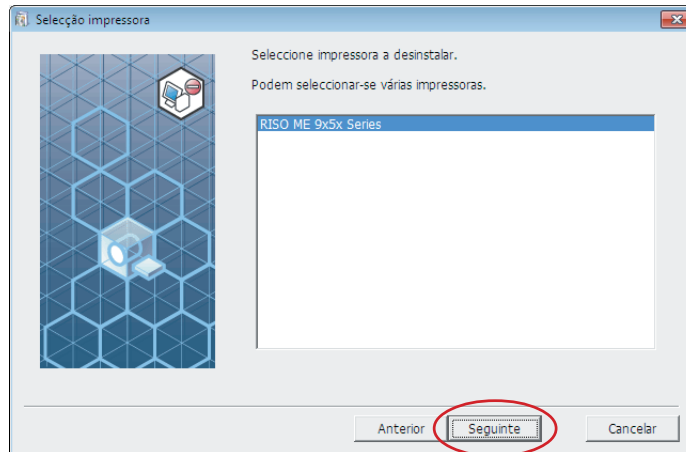 Selecção impressora
Seleccione impressora a desinstalar.
Podem seleccionar-se várias impressoras.
RISO ME 9x5x Series
Anterior
Seguinte
Cancelar